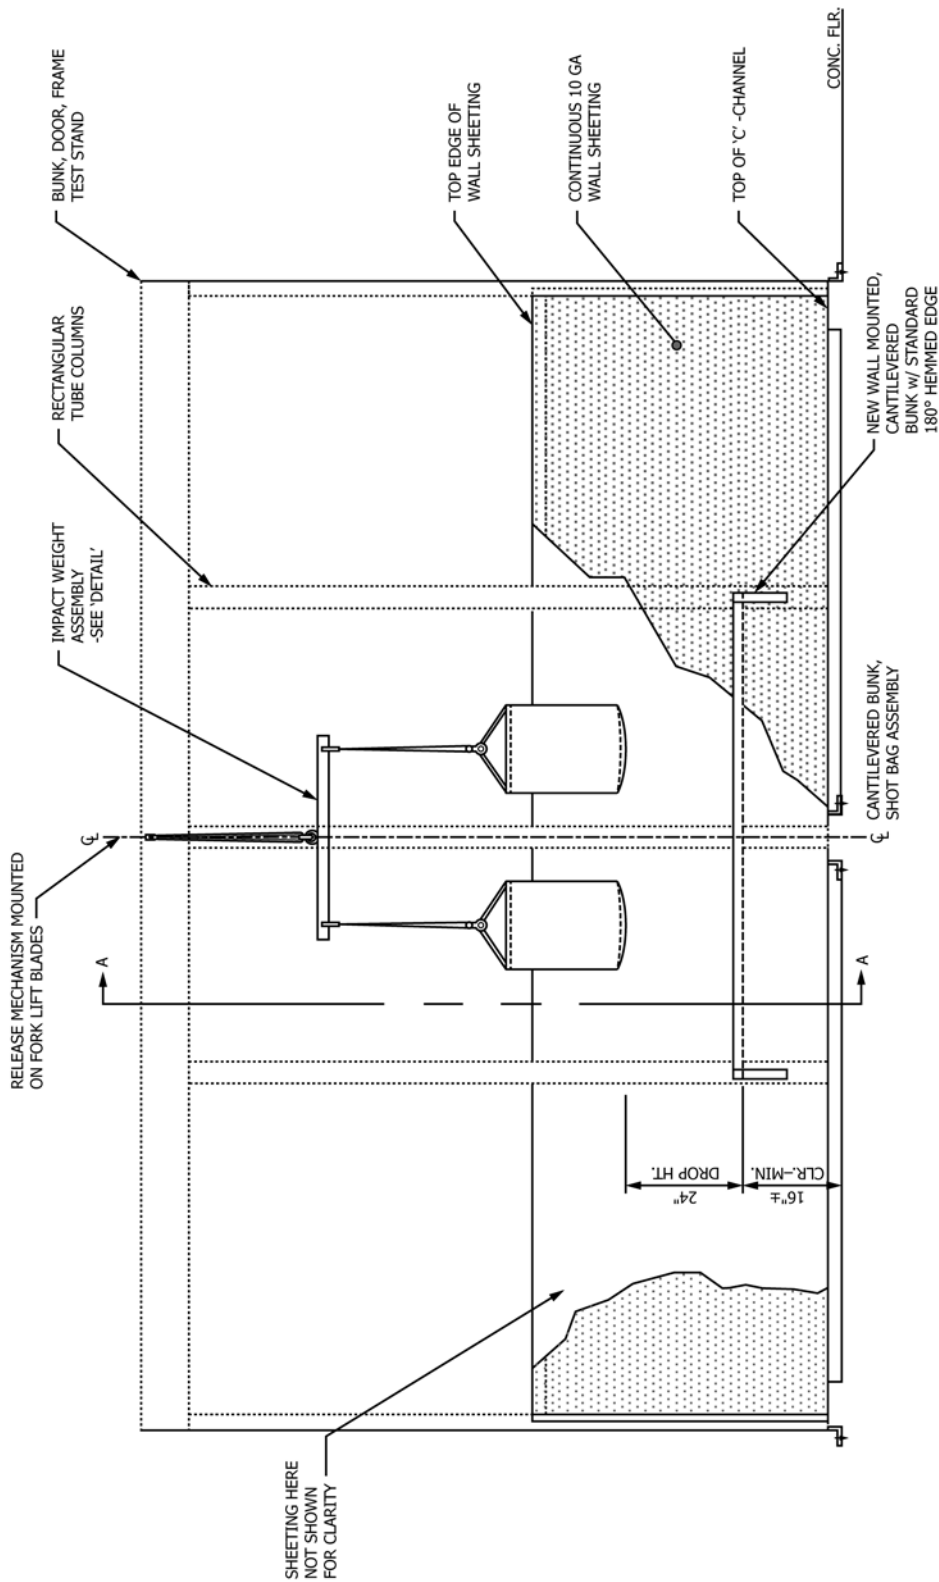 SHEETING HERE
NOT SHOWN
FOR CLARITY
RELEASE MECHANISM MOUNTED
ON FORK LIFT BLADES
IMPACT WEIGHT
ASSEMBLY
-SEE 'DETAIL'
RECTANGULAR
TUBE COLUMNS
BUNK, DOOR, FRAME
TEST STAND
TOP EDGE OF
WALL SHEETING
CONTINUOUS 10 GA
WALL SHEETING
TOP OF 'C' -CHANNEL
CONC. FLR.
A
A
℄
℄
24"
DROP HT.
16"±
CLR.–MIN.
CANTILEVERED BUNK,
SHOT BAG ASSEMBLY
NEW WALL MOUNTED,
CANTILEVERED
BUNK w/ STANDARD
180° HEMMED EDGE